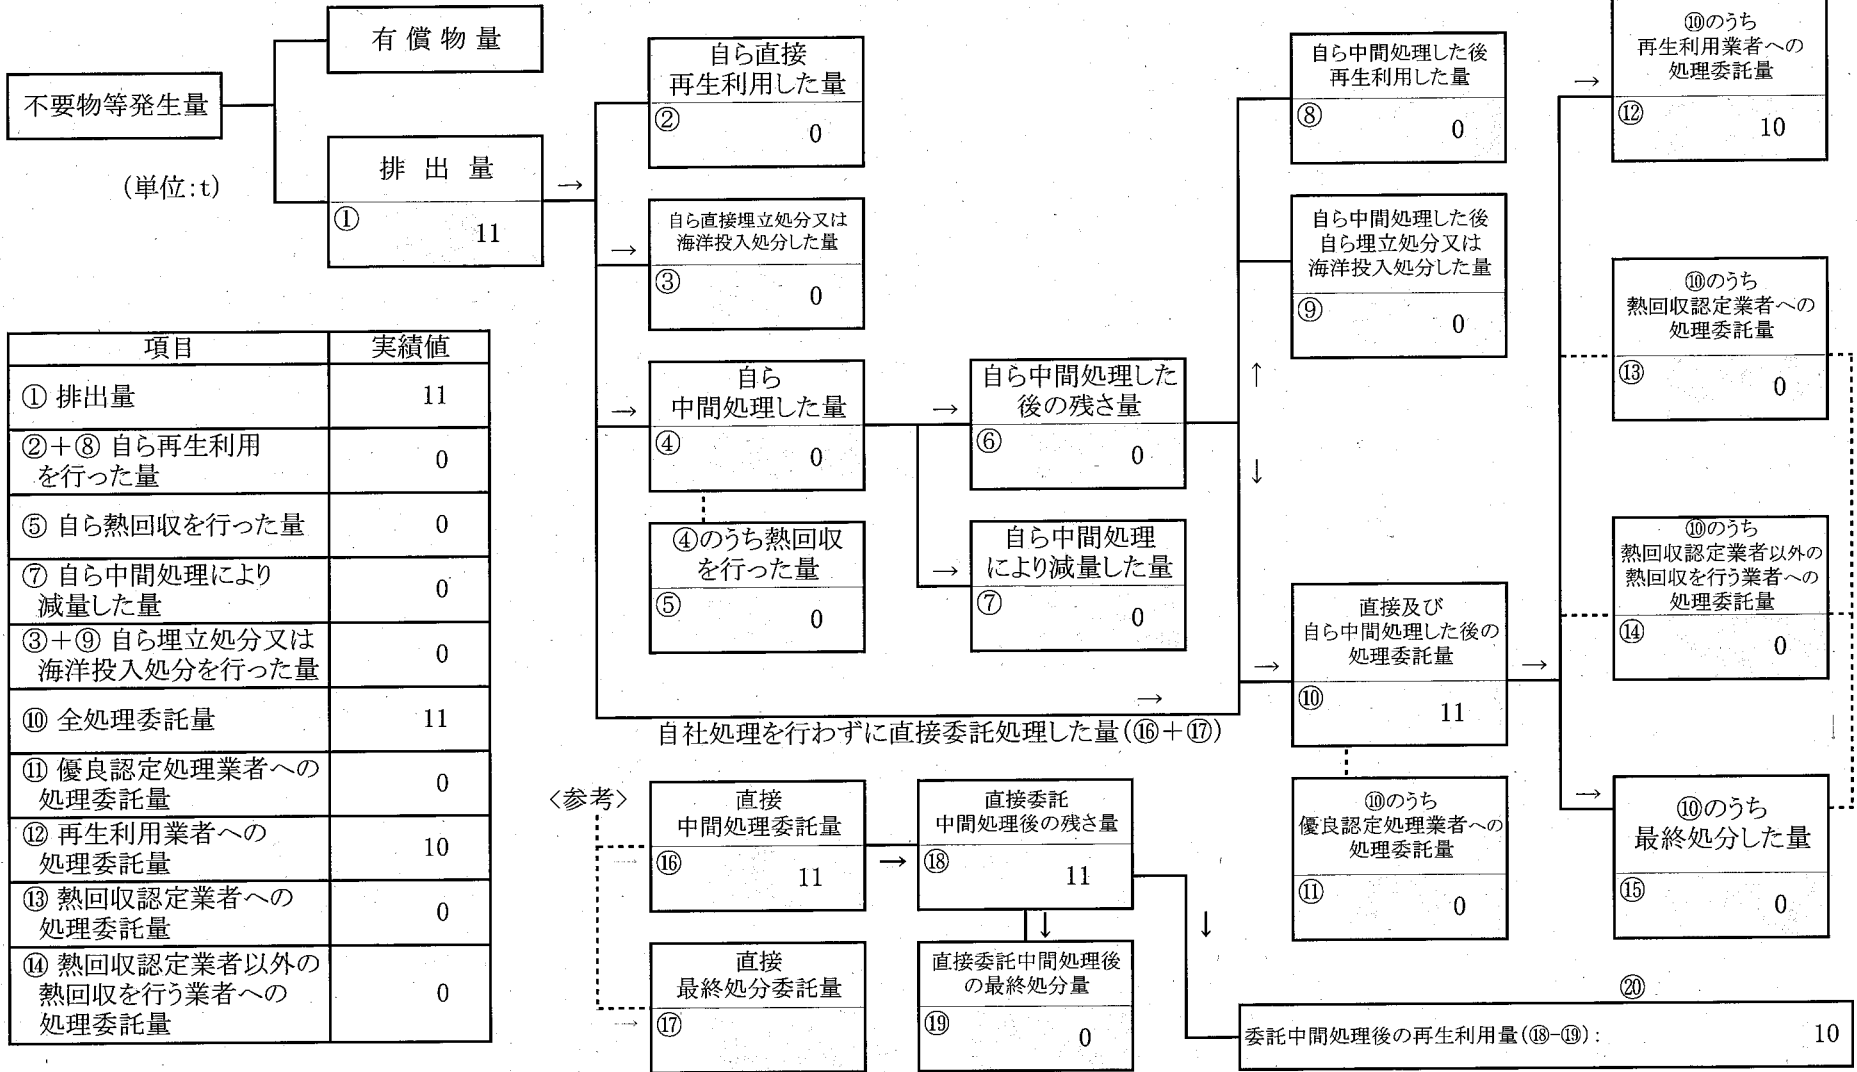 不要物等発生量
(単位:t)
有償物量
排出量
① 11
自ら直接
再生利用した量
② 0
自ら直接埋立処分又は
海洋投入処分した量
③ 0
自ら
中間処理した量
④ 0
④のうち熱回収
を行った量
⑤ 0
自ら中間処理した
後の残さ量
⑥ 0
自ら中間処理
により減量した量
⑦ 0
自ら中間処理した後
再生利用した量
⑧ 0
自ら中間処理した後
自ら埋立処分又は
海洋投入処分した量
⑨ 0
直接及び
自ら中間処理した後の
処理委託量
⑩ 11
⑩のうち
優良認定処理業者への
処理委託量
⑪ 0
⑩のうち
再生利用業者への
処理委託量
⑫ 10
⑩のうち
熱回収認定業者への
処理委託量
⑬ 0
⑩のうち
熱回収認定業者以外の
熱回収を行う業者への
処理委託量
⑭ 0
⑩のうち
最終処分した量
⑮ 0
自社処理を行わずに直接委託処理した量(⑯+⑰)
<参考>
直接
中間処理委託量
⑯ 11
直接
最終処分委託量
⑰
直接委託
中間処理後の残さ量
⑱ 11
直接委託中間処理後
の最終処分量
⑲ 0
⑳
委託中間処理後の再生利用量(⑱-⑲): 10
項目 実績値
① 排出量 11
②+⑧ 自ら再生利用
を行った量 0
⑤ 自ら熱回収を行った量 0
⑦ 自ら中間処理により
減量した量 0
③+⑨ 自ら埋立処分又は
海洋投入処分を行った量 0
⑩ 全処理委託量 11
⑪ 優良認定処理業者への
処理委託量 0
⑫ 再生利用業者への
処理委託量 10
⑬ 熱回収認定業者への
処理委託量 0
⑭ 熱回収認定業者以外の
熱回収を行う業者への
処理委託量 0